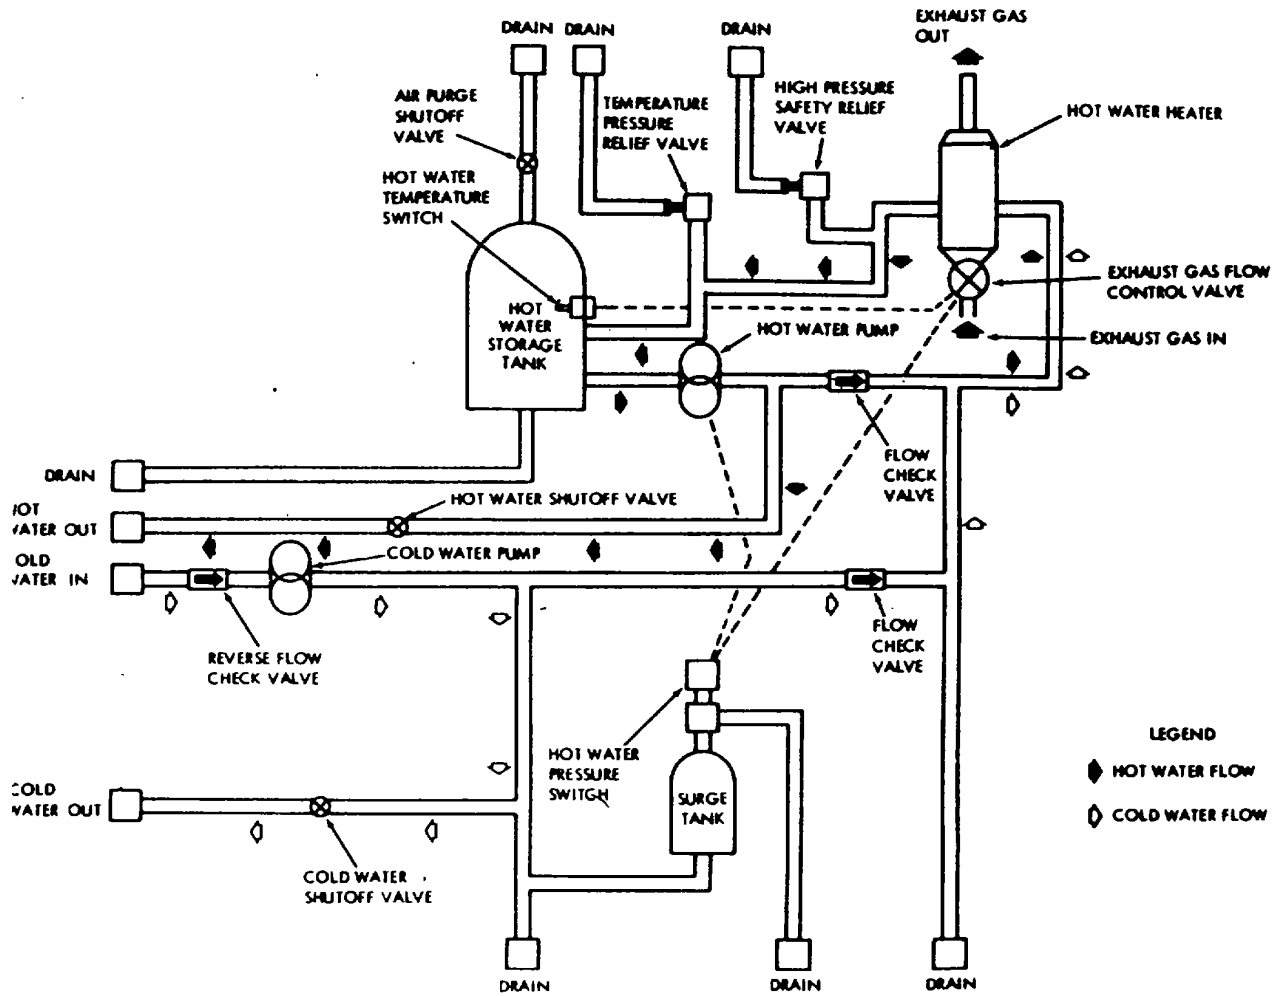 EXHAUST GAS
OUT
DRAIN
DRAIN
DRAIN
AIR PURGE
SHUTOFF
VALVE
TEMPERATURE
PRESSURE
RELIEF VALVE
HIGH PRESSURE
SAFETY RELIEF
VALVE
HOT WATER HEATER
HOT WATER
TEMPERATURE
SWITCH
EXHAUST GAS FLOW
CONTROL VALVE
HOT
WATER
STORAGE
TANK
HOT WATER PUMP
EXHAUST GAS IN
DRAIN
FLOW
CHECK
VALVE
HOT WATER SHUTOFF VALVE
IOT
/ATER OUT
COLD WATER PUMP
OLD
/ATER IN
REVERSE FLOW
CHECK VALVE
FLOW
CHECK
VALVE
HOT WATER
PRESSURE
SWITCH
SURGE
TANK
LEGEND
HOT WATER FLOW
COLD WATER FLOW
COLD
WATER OUT
COLD WATER
SHUTOFF VALVE
DRAIN
DRAIN
DRAIN